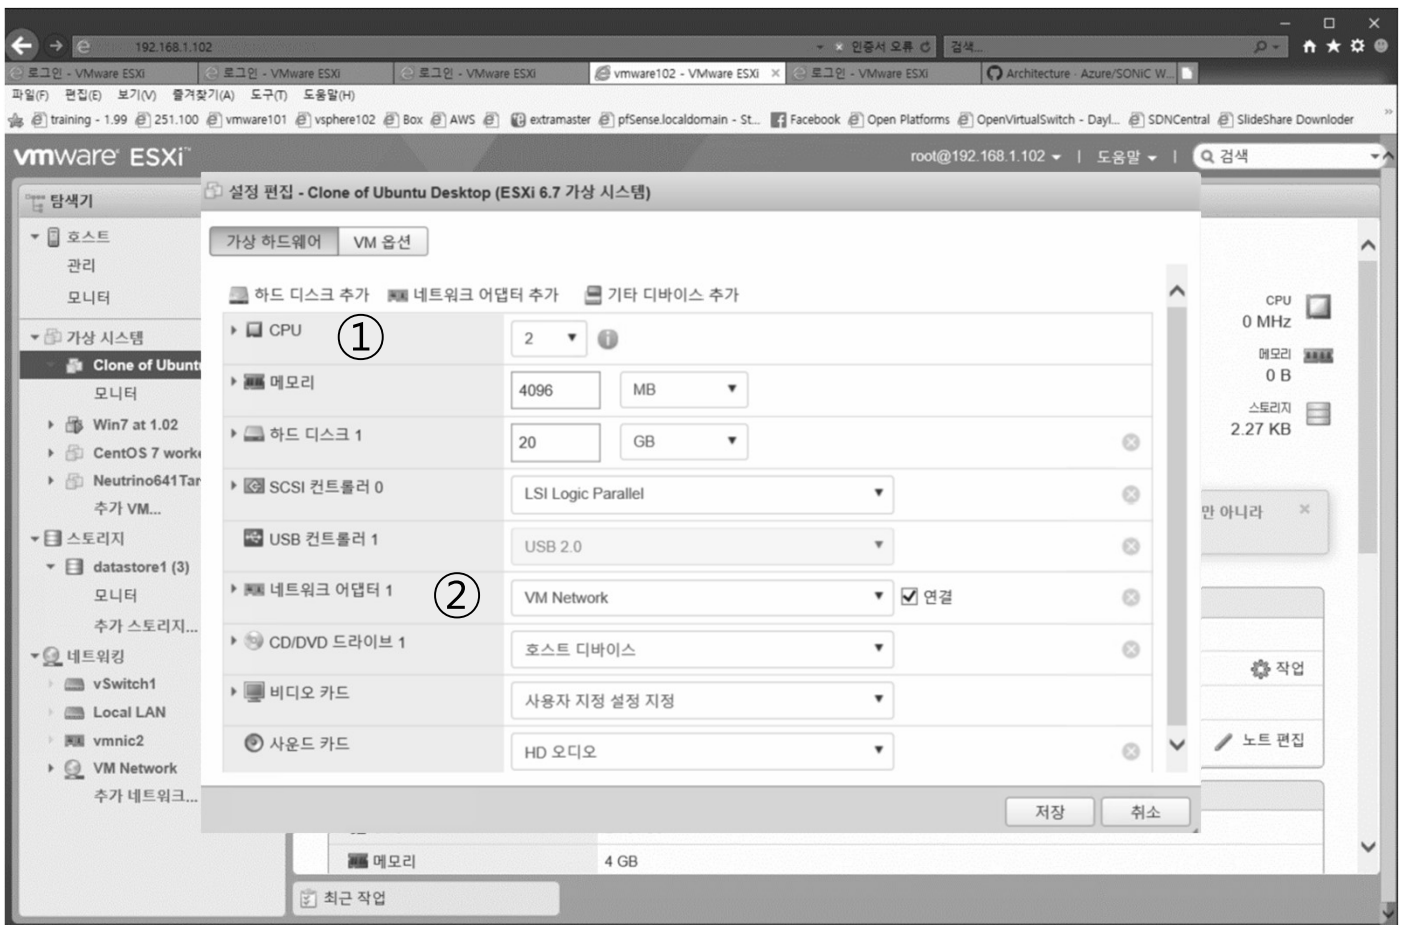 192.168.1.102
인증서 오류
검색...
로그인 - VMware ESXi
로그인 - VMware ESXi
로그인 - VMware ESXi
vmware102 - VMware ESXi
로그인 - VMware ESXi
Architecture · Azure/SONiC W...
파일(F) 편집(E) 보기(V) 즐겨찾기(A) 도구(T) 도움말(H)
training - 1.99 251.100 vmware101 vsphere102 Box AWS extramaster pfSense.localdomain - St... Facebook Open Platforms OpenVirtualSwitch - Dayl... SDNCentral SlideShare Downloder
vmware ESXi
root@192.168.1.102 | 도움말 | 검색
탐색기
호스트
관리
모니터
가상 시스템
Clone of Ubunt
모니터
Win7 at 1.02
CentOS 7 work
Neutrino641Tar
추가 VM...
스토리지
datastore1 (3)
모니터
추가 스토리지...
네트워킹
vSwitch1
Local LAN
vmnic2
VM Network
추가 네트워크...
설정 편집 - Clone of Ubuntu Desktop (ESXi 6.7 가상 시스템)
가상 하드웨어 VM 옵션
하드 디스크 추가 네트워크 어댑터 추가 기타 디바이스 추가
CPU ① 2
메모리 4096 MB
하드 디스크 1 20 GB
SCSI 컨트롤러 0 LSI Logic Parallel
USB 컨트롤러 1 USB 2.0
네트워크 어댑터 1 ② VM Network 연결
CD/DVD 드라이브 1 호스트 디바이스
비디오 카드 사용자 지정 설정 지정
사운드 카드 HD 오디오
저장 취소
CPU
0 MHz
메모리
0 B
스토리지
2.27 KB
만 아니라
작업
노트 편집
메모리 4 GB
최근 작업